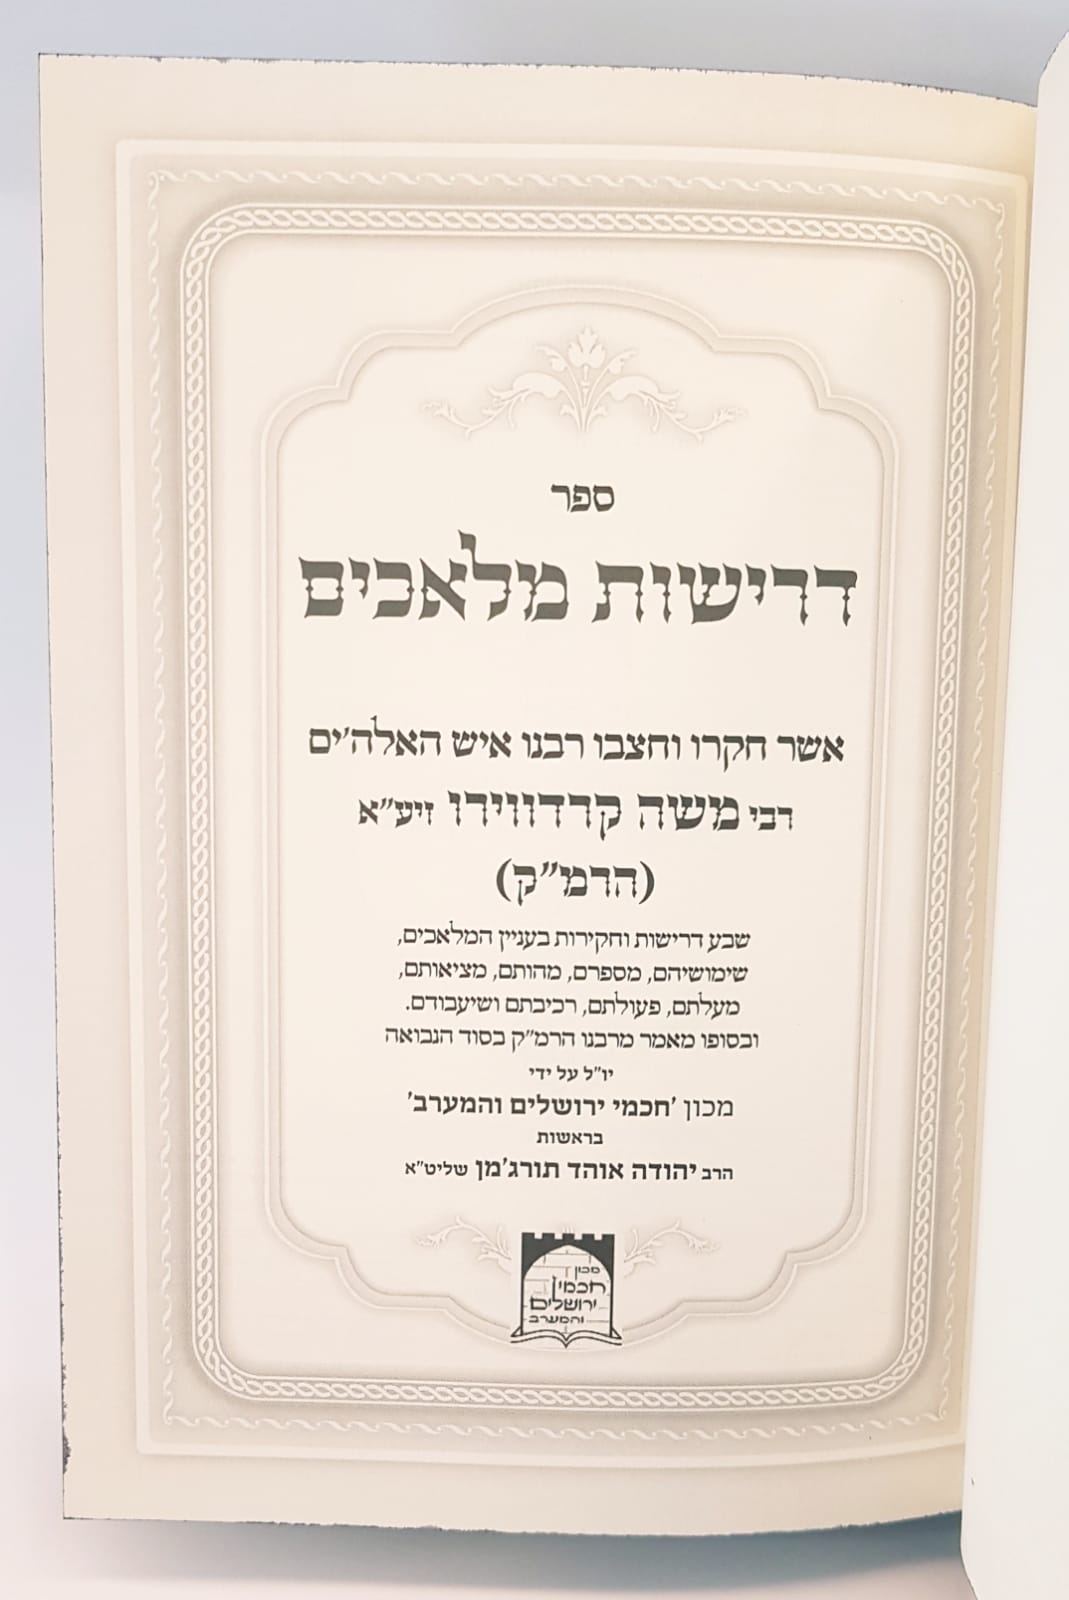 ספר
דרישות מלאכים
אשר חקרו וחצבו רבנו איש האלה׳ים
רבי משה קרדווירו זיע״א
(הרמ״ק)
שבע דרישות וחקירות בעניין המלאכים,
שימושיהם, מספרם, מהותם, מציאותם,
מעלתם, פעולתם, רכיבתם ושיעבודם.
ובסופו מאמר מרבנו הרמ״ק בסוד הנבואה
יו״ל על ידי
מכון ׳חכמי ירושלים והמערב׳
בראשות
הרב יהודה אוהד תורג׳מן שליט״א
מכון
חכמי
ירושלים
והמערב